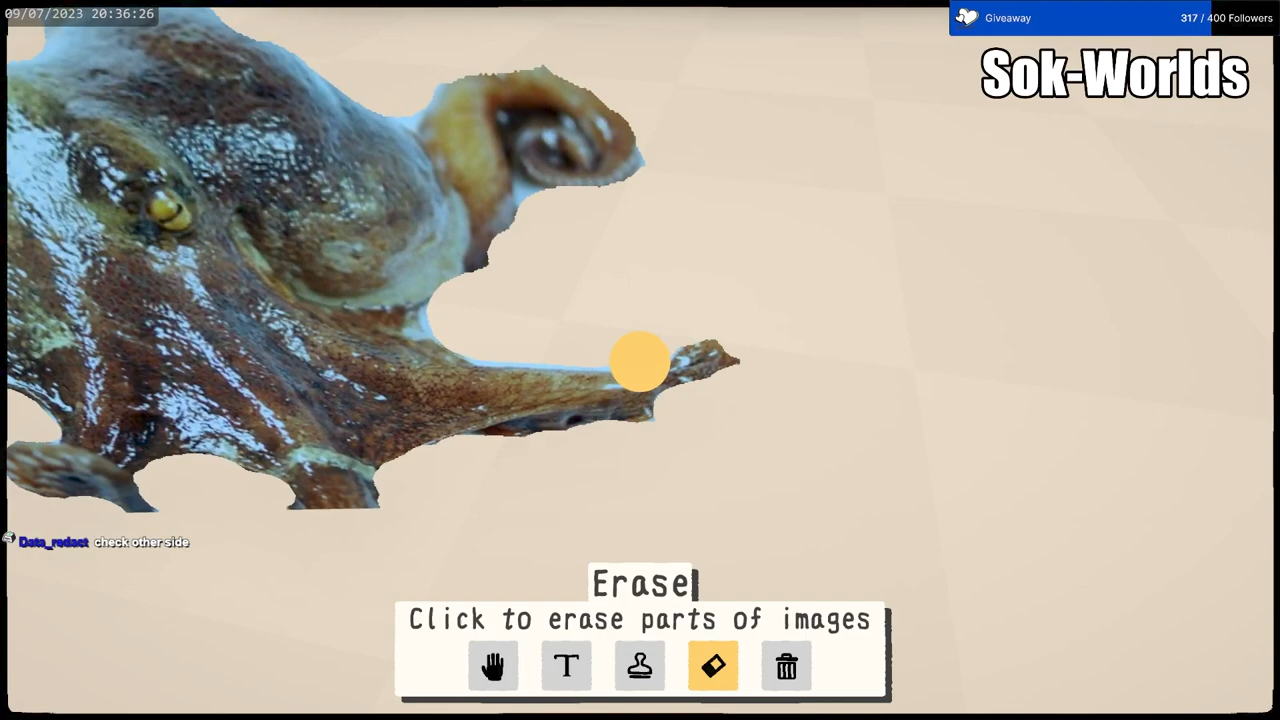 09/07/2023 20:36:26
Giveaway 317 / 400 Followers
Sok-Worlds
Data_redact check other side
Erase
Click to erase parts of images
T